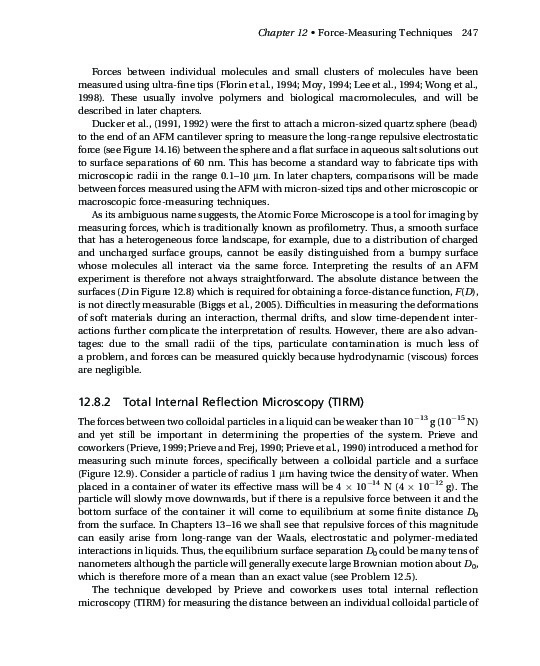 Chapter 12 • Force-Measuring Techniques 247
Forces between individual molecules and small clusters of molecules have been
measured using ultra-fine tips (Florin et al., 1994; Moy, 1994; Lee et al., 1994; Wong et al.,
1998). These usually involve polymers and biological macromolecules, and will be
described in later chapters.
Ducker et al., (1991, 1992) were the first to attach a micron-sized quartz sphere (bead)
to the end of an AFM cantilever spring to measure the long-range repulsive electrostatic
force (see Figure 14.16) between the sphere and a flat surface in aqueous salt solutions out
to surface separations of 60 nm. This has become a standard way to fabricate tips with
microscopic radii in the range 0.1–10 μm. In later chapters, comparisons will be made
between forces measured using the AFM with micron-sized tips and other microscopic or
macroscopic force-measuring techniques.
As its ambiguous name suggests, the Atomic Force Microscope is a tool for imaging by
measuring forces, which is traditionally known as profilometry. Thus, a smooth surface
that has a heterogeneous force landscape, for example, due to a distribution of charged
and uncharged surface groups, cannot be easily distinguished from a bumpy surface
whose molecules all interact via the same force. Interpreting the results of an AFM
experiment is therefore not always straightforward. The absolute distance between the
surfaces (D in Figure 12.8) which is required for obtaining a force-distance function, F(D),
is not directly measurable (Biggs et al., 2005). Difficulties in measuring the deformations
of soft materials during an interaction, thermal drifts, and slow time-dependent inter-
actions further complicate the interpretation of results. However, there are also advan-
tages: due to the small radii of the tips, particulate contamination is much less of
a problem, and forces can be measured quickly because hydrodynamic (viscous) forces
are negligible.
12.8.2 Total Internal Reflection Microscopy (TIRM)
The forces between two colloidal particles in a liquid can be weaker than 10⁻¹³ g (10⁻¹⁵ N)
and yet still be important in determining the properties of the system. Prieve and
coworkers (Prieve, 1999; Prieve and Frej, 1990; Prieve et al., 1990) introduced a method for
measuring such minute forces, specifically between a colloidal particle and a surface
(Figure 12.9). Consider a particle of radius 1 μm having twice the density of water. When
placed in a container of water its effective mass will be 4 × 10⁻¹⁴ N (4 × 10⁻¹² g). The
particle will slowly move downwards, but if there is a repulsive force between it and the
bottom surface of the container it will come to equilibrium at some finite distance D₀
from the surface. In Chapters 13–16 we shall see that repulsive forces of this magnitude
can easily arise from long-range van der Waals, electrostatic and polymer-mediated
interactions in liquids. Thus, the equilibrium surface separation D₀ could be many tens of
nanometers although the particle will generally execute large Brownian motion about D₀,
which is therefore more of a mean than an exact value (see Problem 12.5).
The technique developed by Prieve and coworkers uses total internal reflection
microscopy (TIRM) for measuring the distance between an individual colloidal particle of